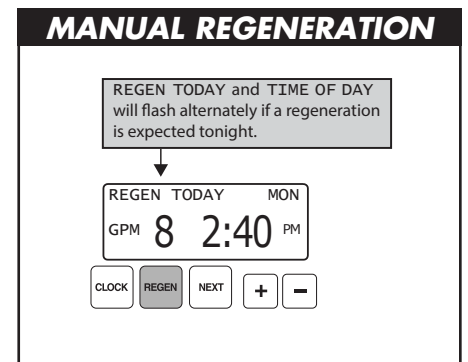 MANUAL REGENERATION
REGEN TODAY and TIME OF DAY
will flash alternately if a regeneration
is expected tonight.
REGEN TODAY MON
GPM 8 2:40 PM
CLOCK REGEN NEXT + −